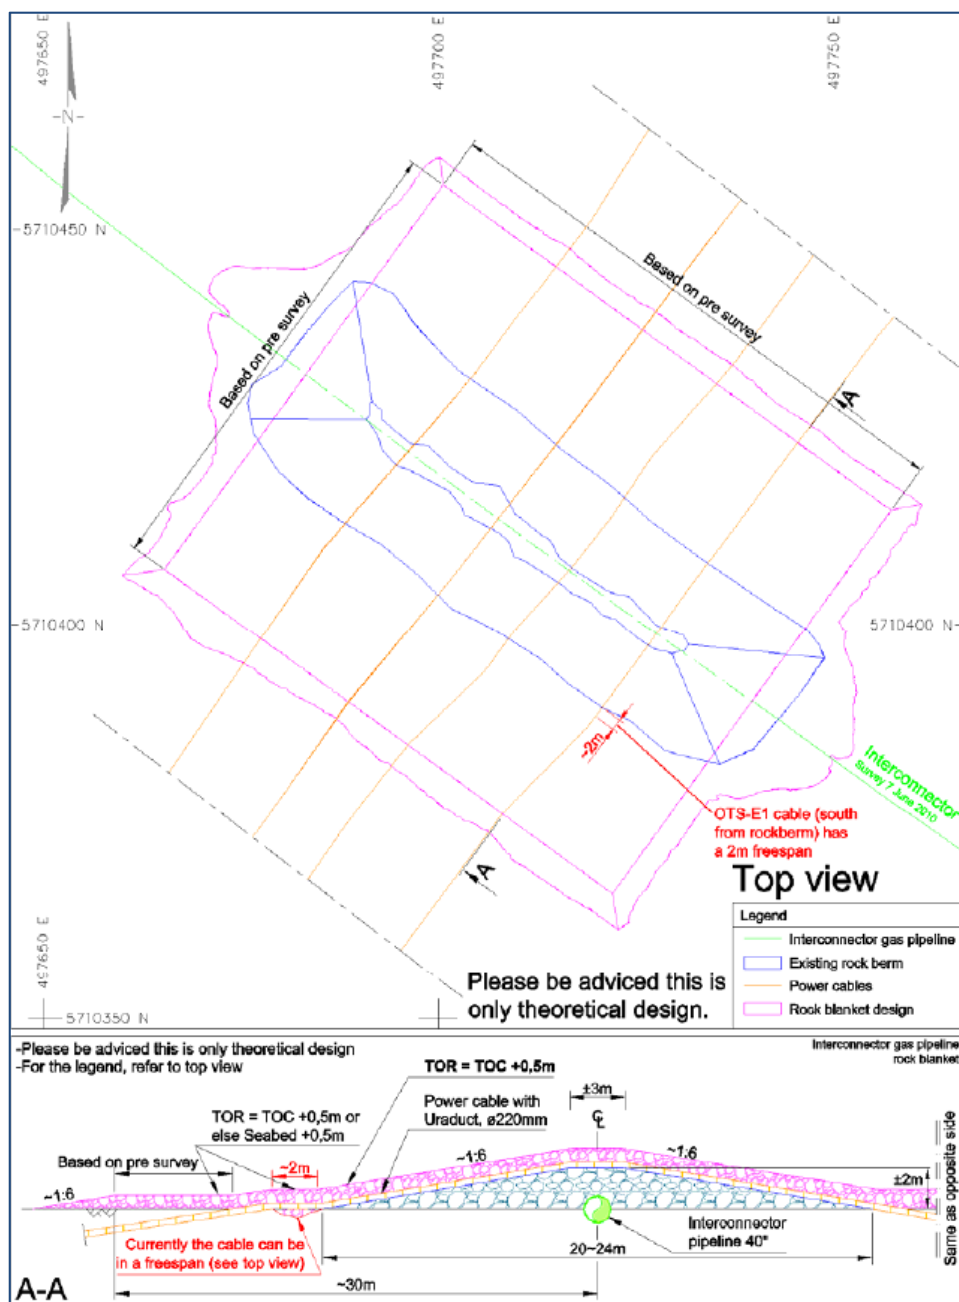 497650 E
497700 E
497750 E
-N-
5710450 N
Based on pre survey
Based on pre survey
A
5710400 N
5710400 N
~2m
Interconnector
Survey 7 June 2010
OTS-E1 cable (south
from rockberm) has
a 2m freespan
A
Top view
Legend
Interconnector gas pipeline
Existing rock berm
Power cables
Rock blanket design
497650 E
Please be adviced this is
only theoretical design.
5710350 N
-Please be adviced this is only theoretical design
-For the legend, refer to top view
Interconnector gas pipeline
rock blanket
TOR = TOC +0,5m
±3m
Power cable with
Uraduct, ø220mm
TOR = TOC +0,5m or
else Seabed +0,5m
Based on pre survey
~2m
~1:6
~1:6
~1:6
±2m
Same as opposite side
Currently the cable can be
in a freespan (see top view)
Interconnector
pipeline 40"
20~24m
~30m
A-A